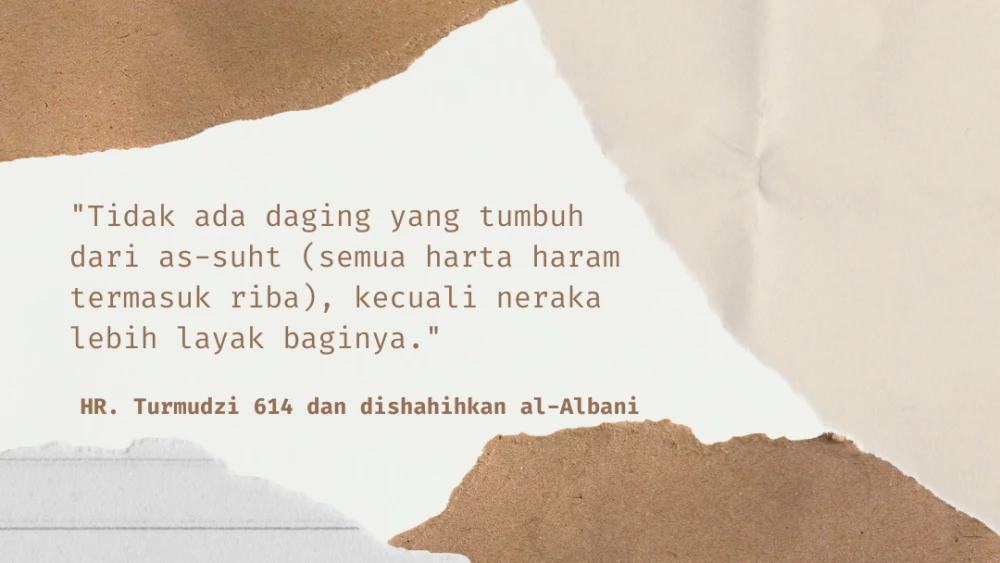 "Tidak ada daging yang tumbuh
dari as-suht (semua harta haram
termasuk riba), kecuali neraka
lebih layak baginya."
HR. Turmudzi 614 dan dishahihkan al-Albani